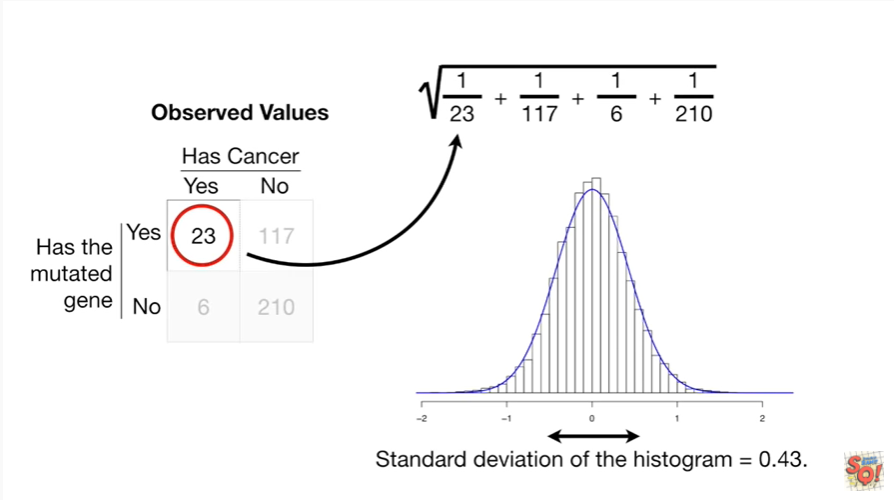 1 1 1 1
√ 23 + 117 + 6 + 210
Observed Values
Has Cancer
Yes No
Has the
mutated
gene
Yes 23 117
No 6 210
-2 -1 0 1 2
Standard deviation of the histogram = 0.43.
SQ!